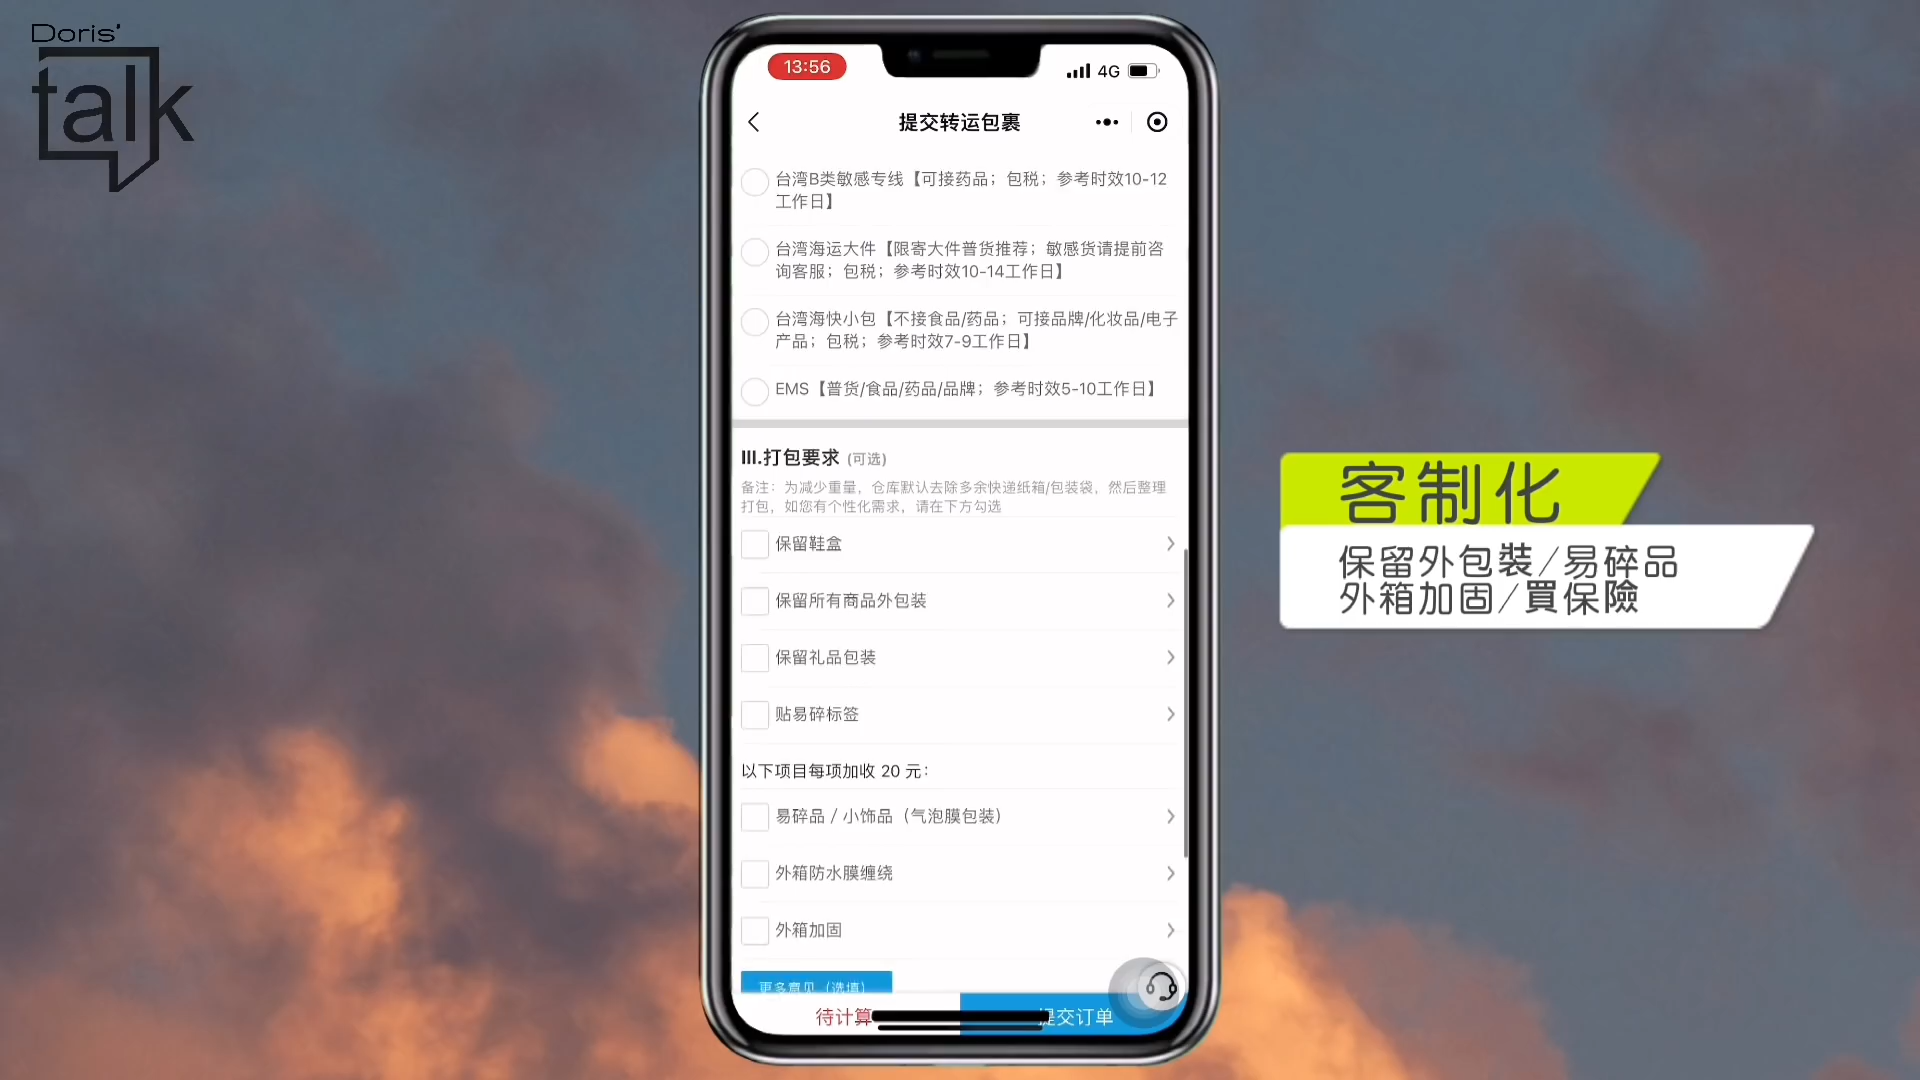 Doris'
talk
13:56
4G
提交转运包裹
台湾B类敏感专线【可接药品；包税；参考时效10-12
工作日】
台湾海运大件【限寄大件普货推荐；敏感货请提前咨
询客服；包税；参考时效10-14工作日】
台湾海快小包【不接食品/药品；可接品牌/化妆品/电子
产品；包税；参考时效7-9工作日】
EMS【普货/食品/药品/品牌；参考时效5-10工作日】
III.打包要求 (可选)
备注：为减少重量，仓库默认去除多余快递纸箱/包装袋，然后整理
打包，如您有个性化需求，请在下方勾选
保留鞋盒
保留所有商品外包装
保留礼品包装
贴易碎标签
以下项目每项加收 20 元：
易碎品 / 小饰品（气泡膜包装）
外箱防水膜缠绕
外箱加固
更多意见（选填）
待计算
提交订单
客制化
保留外包裝/易碎品
外箱加固/買保險